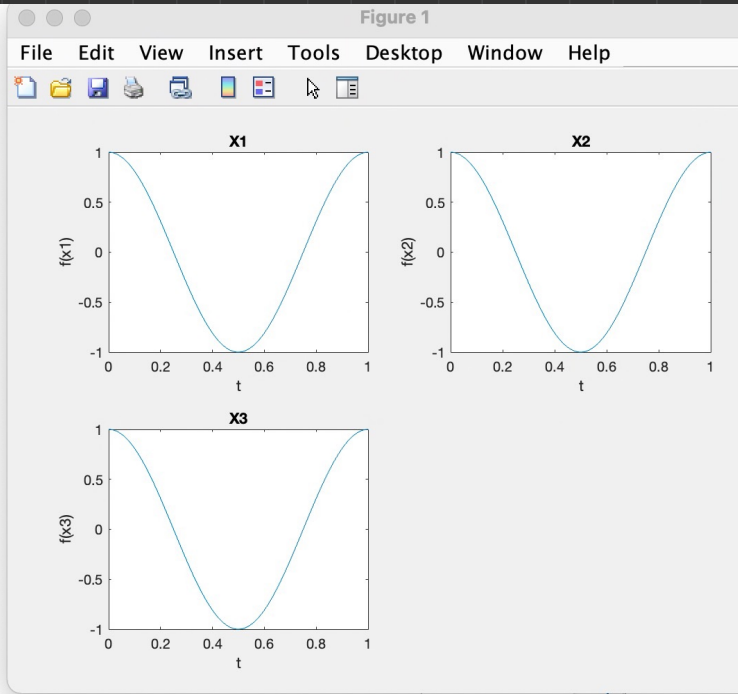 Figure 1
File Edit View Insert Tools Desktop Window Help
X1
1
0.5
0
-0.5
-1
f(x1)
0 0.2 0.4 0.6 0.8 1
t
X2
1
0.5
0
-0.5
-1
f(x2)
0 0.2 0.4 0.6 0.8 1
t
X3
1
0.5
0
-0.5
-1
f(x3)
0 0.2 0.4 0.6 0.8 1
t